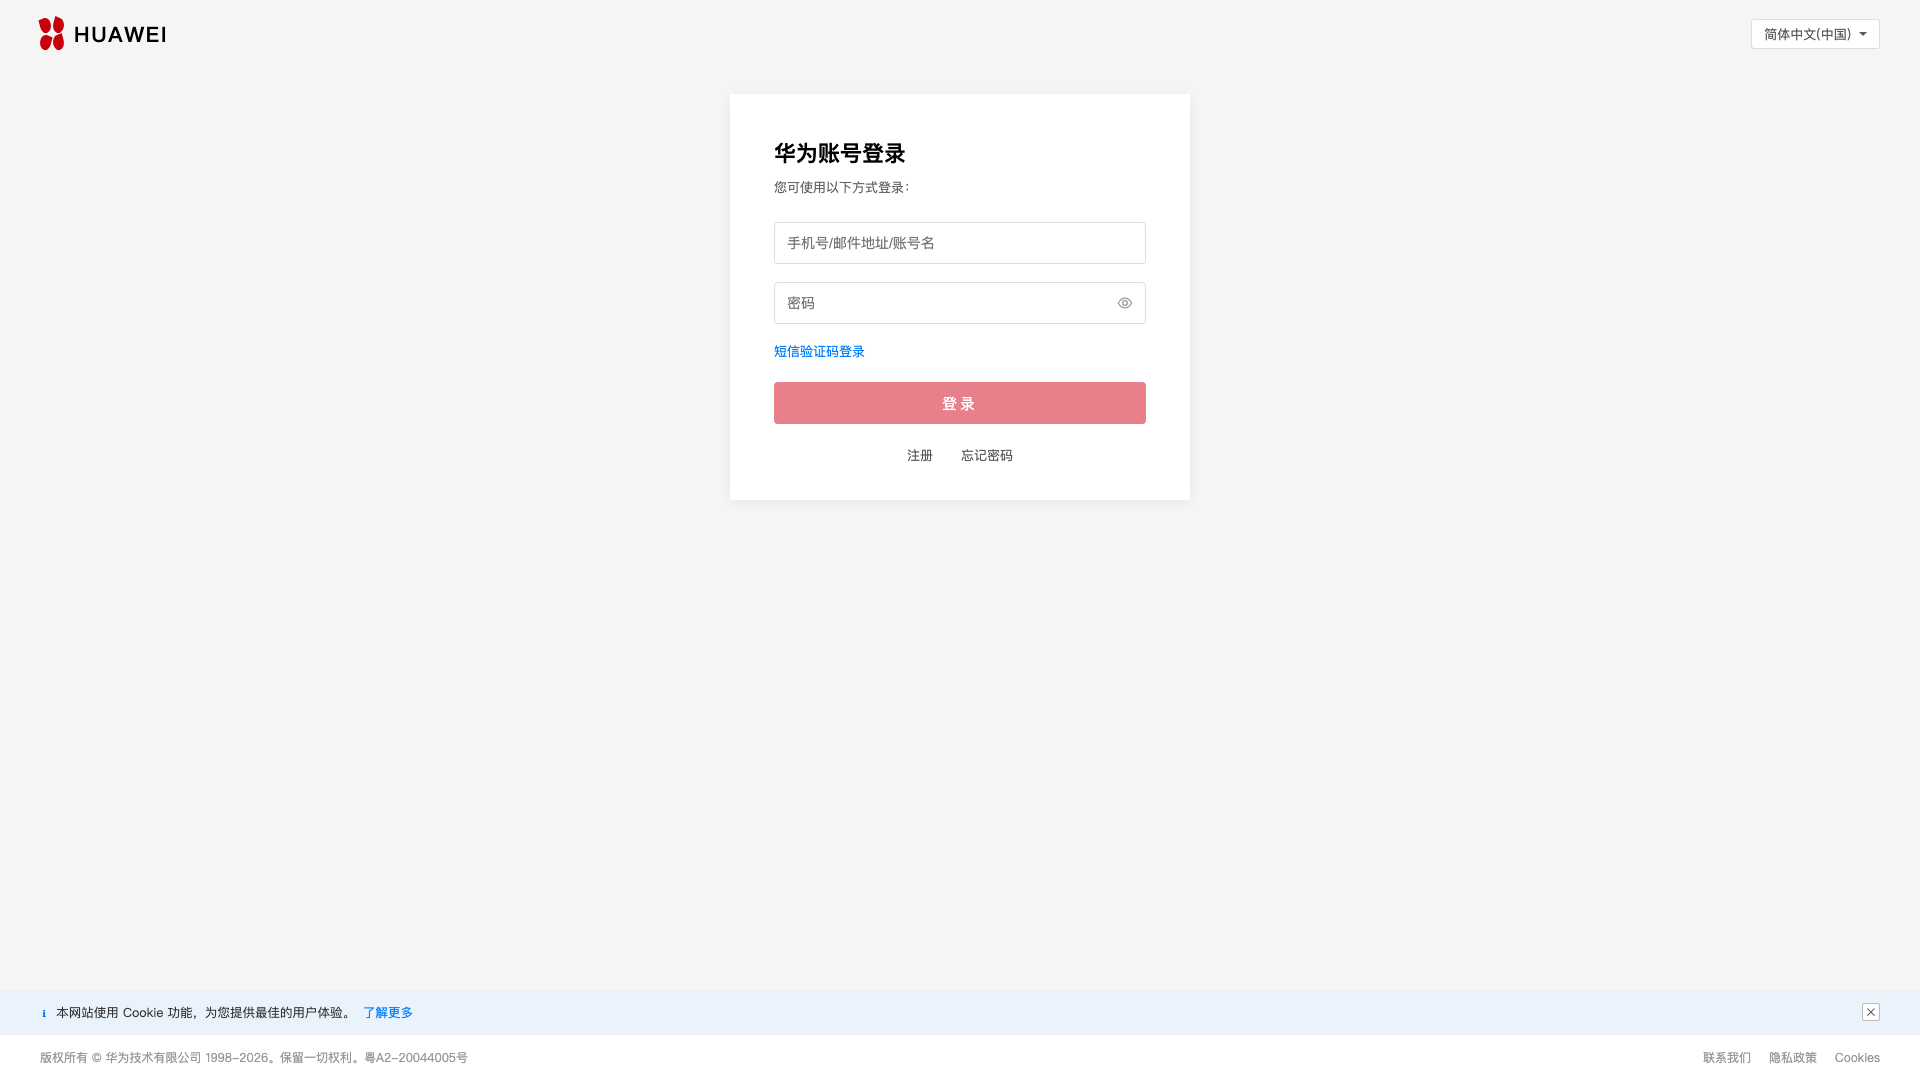 HUAWEI
简体中文(中国)
华为账号登录
您可使用以下方式登录：
手机号/邮件地址/账号名
密码
短信验证码登录
登录
注册 忘记密码
本网站使用 Cookie 功能，为您提供最佳的用户体验。 了解更多
版权所有 © 华为技术有限公司 1998-2026。保留一切权利。粤A2-20044005号
联系我们 隐私政策 Cookies